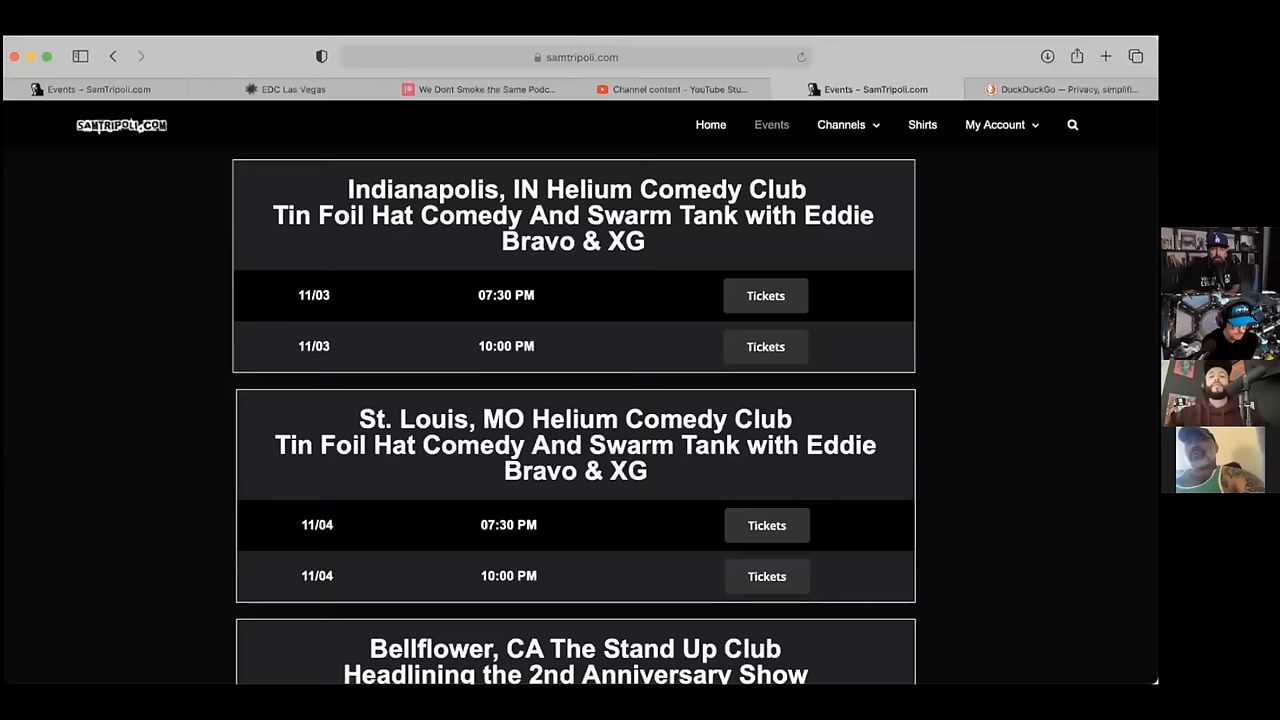 samtripoli.com
Events – SamTripoli.com
EDC Las Vegas
We Dont Smoke the Same Podc...
Channel content - YouTube Stu...
Events – SamTripoli.com
DuckDuckGo — Privacy, simplifi...
SAMTRIPOLI.COM
Home
Events
Channels
Shirts
My Account
Indianapolis, IN Helium Comedy Club
Tin Foil Hat Comedy And Swarm Tank with Eddie
Bravo & XG
11/03 07:30 PM Tickets
11/03 10:00 PM Tickets
St. Louis, MO Helium Comedy Club
Tin Foil Hat Comedy And Swarm Tank with Eddie
Bravo & XG
11/04 07:30 PM Tickets
11/04 10:00 PM Tickets
Bellflower, CA The Stand Up Club
Headlining the 2nd Anniversary Show